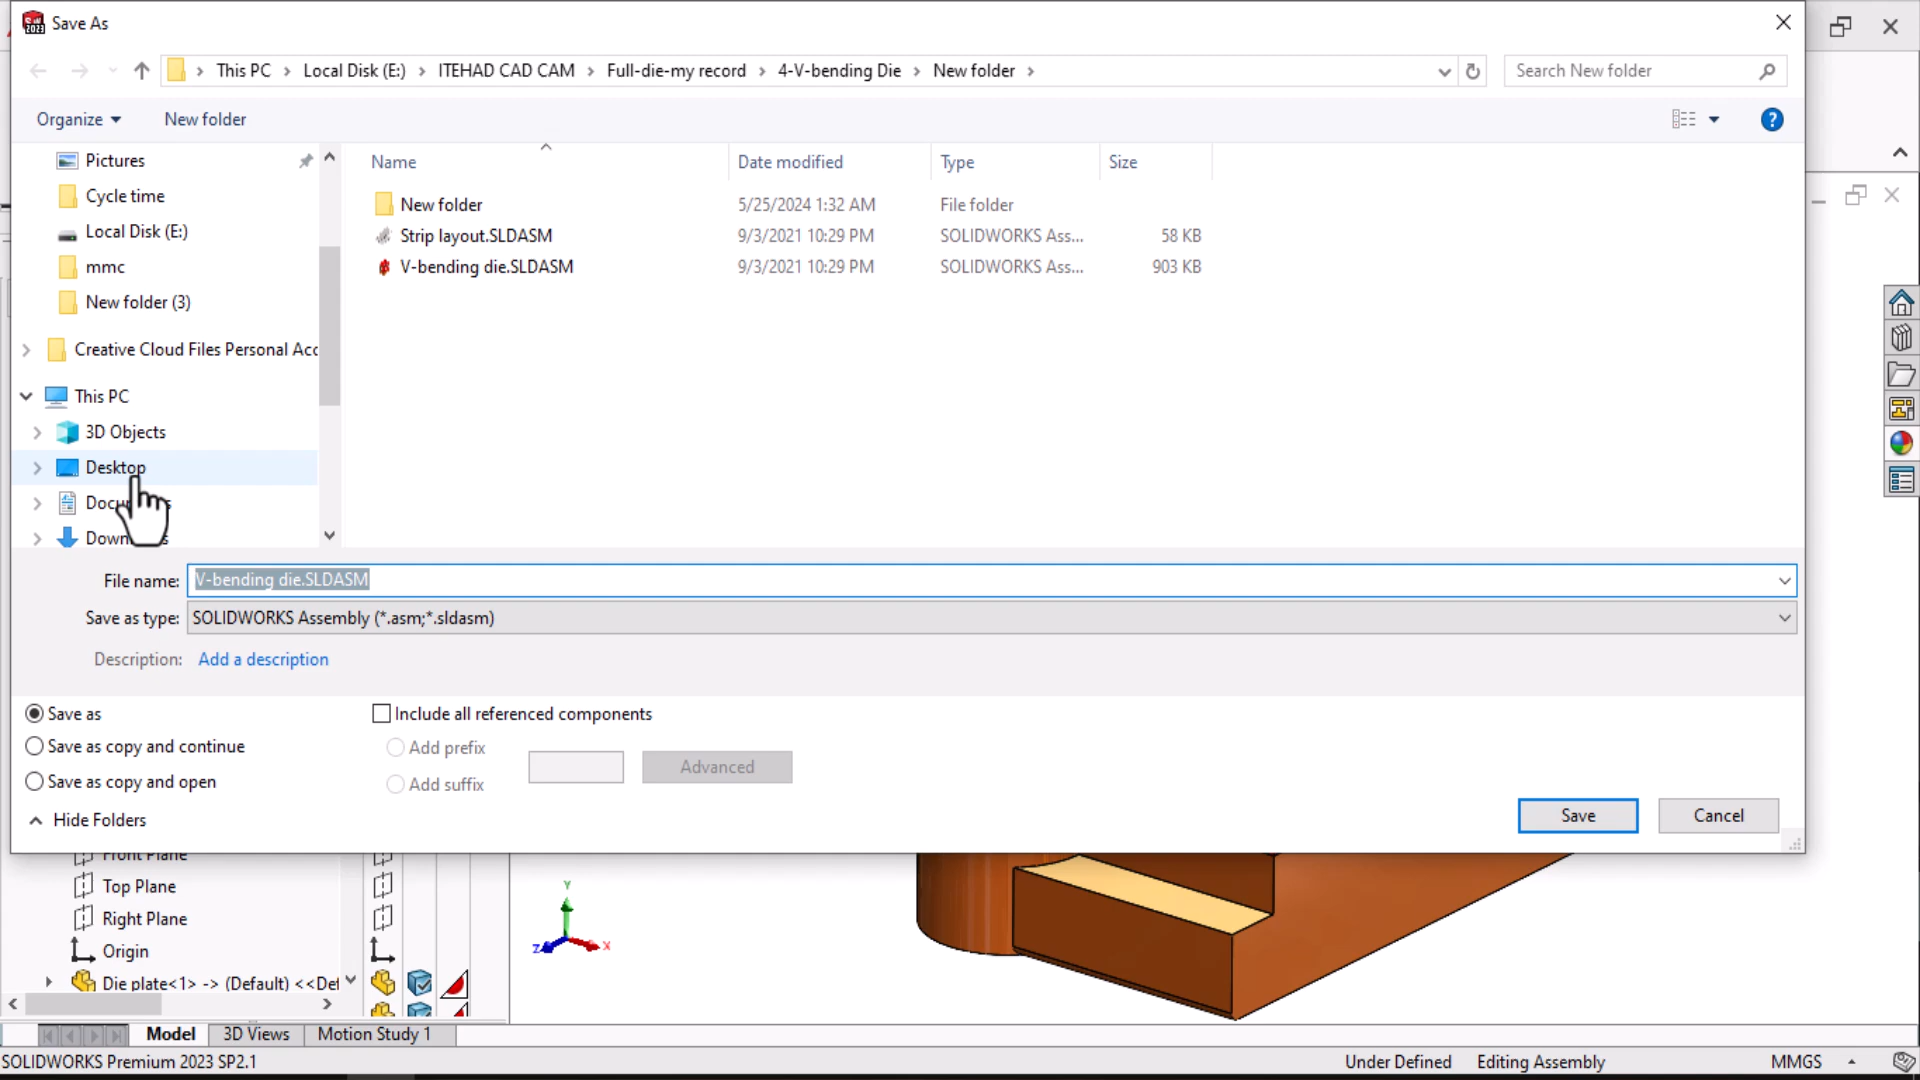 Save As
This PC > Local Disk (E:) > ITEHAD CAD CAM > Full-die-my record > 4-V-bending Die > New folder >
Search New folder
Organize
New folder
Pictures
Cycle time
Local Disk (E:)
mmc
New folder (3)
Creative Cloud Files Personal Acc
This PC
3D Objects
Desktop
Name Date modified Type Size
New folder 5/25/2024 1:32 AM File folder
Strip layout.SLDASM 9/3/2021 10:29 PM SOLIDWORKS Ass... 58 KB
V-bending die.SLDASM 9/3/2021 10:29 PM SOLIDWORKS Ass... 903 KB
File name: V-bending die.SLDASM
Save as type: SOLIDWORKS Assembly (*.asm;*.sldasm)
Description: Add a description
Save as
Save as copy and continue
Save as copy and open
Include all referenced components
Add prefix
Add suffix
Advanced
Hide Folders
Save
Cancel
Front Plane
Top Plane
Right Plane
Origin
Die plate<1> -> (Default) <<Def
Y
Z
X
Model
3D Views
Motion Study 1
SOLIDWORKS Premium 2023 SP2.1
Under Defined
Editing Assembly
MMGS